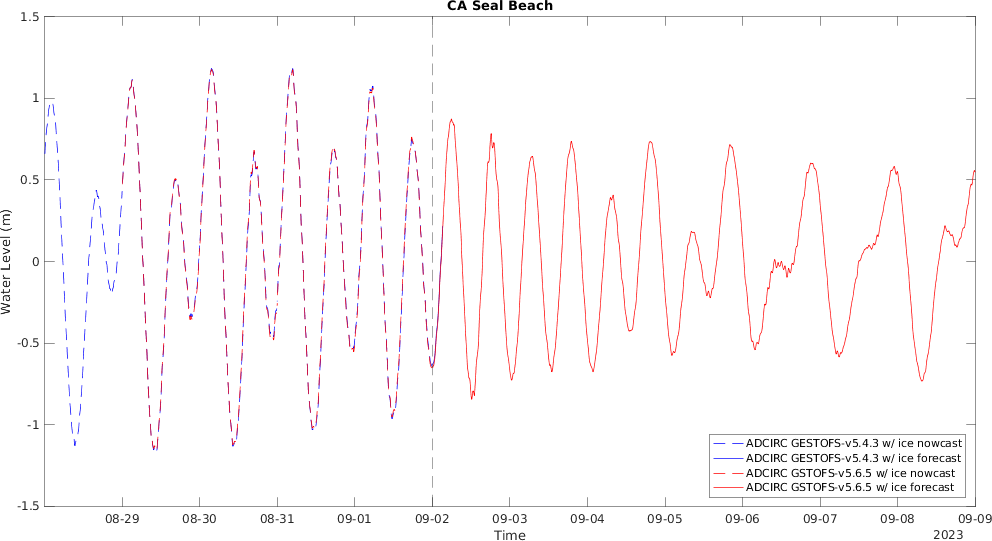 CA Seal Beach
Water Level (m)
1.5
1
0.5
0
-0.5
-1
-1.5
ADCIRC GESTOFS-v5.4.3 w/ ice nowcast
ADCIRC GESTOFS-v5.4.3 w/ ice forecast
ADCIRC GSTOFS-v5.6.5 w/ ice nowcast
ADCIRC GSTOFS-v5.6.5 w/ ice forecast
08-29 08-30 08-31 09-01 09-02 09-03 09-04 09-05 09-06 09-07 09-08 09-09
Time
2023